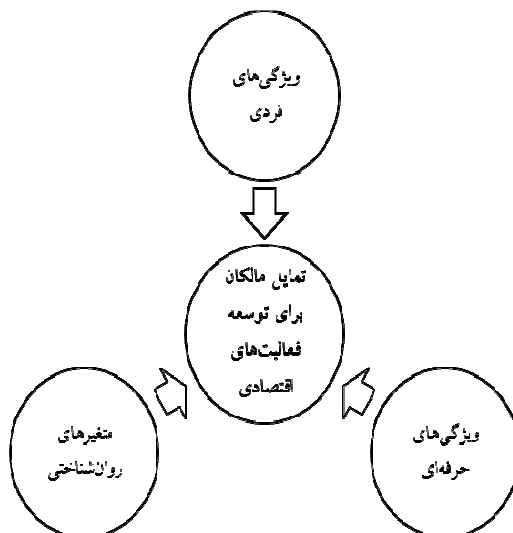 ویژگی‌های
فردی
تمایل مالکان
برای توسعه
فعالیت‌های
اقتصادی
متغیرهای
روان‌شناختی
ویژگی‌های
حرفه‌ای